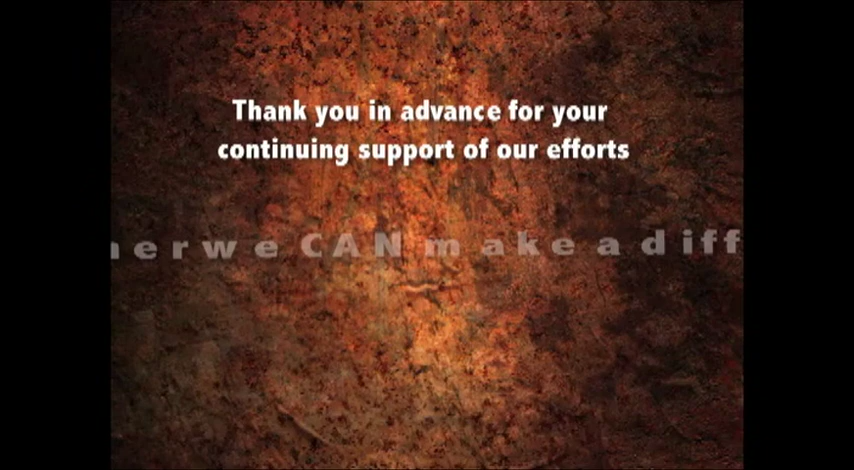 Thank you in advance for your
continuing support of our efforts
we CAN make a